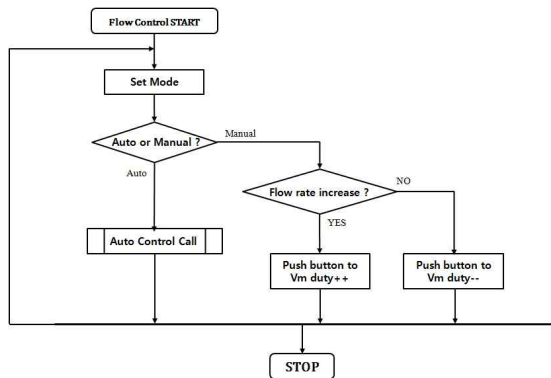 Flow Control START
Set Mode
Auto or Manual ?
Manual
Auto
Flow rate increase ?
NO
YES
Auto Control Call
Push button to
Vm duty++
Push button to
Vm duty--
STOP